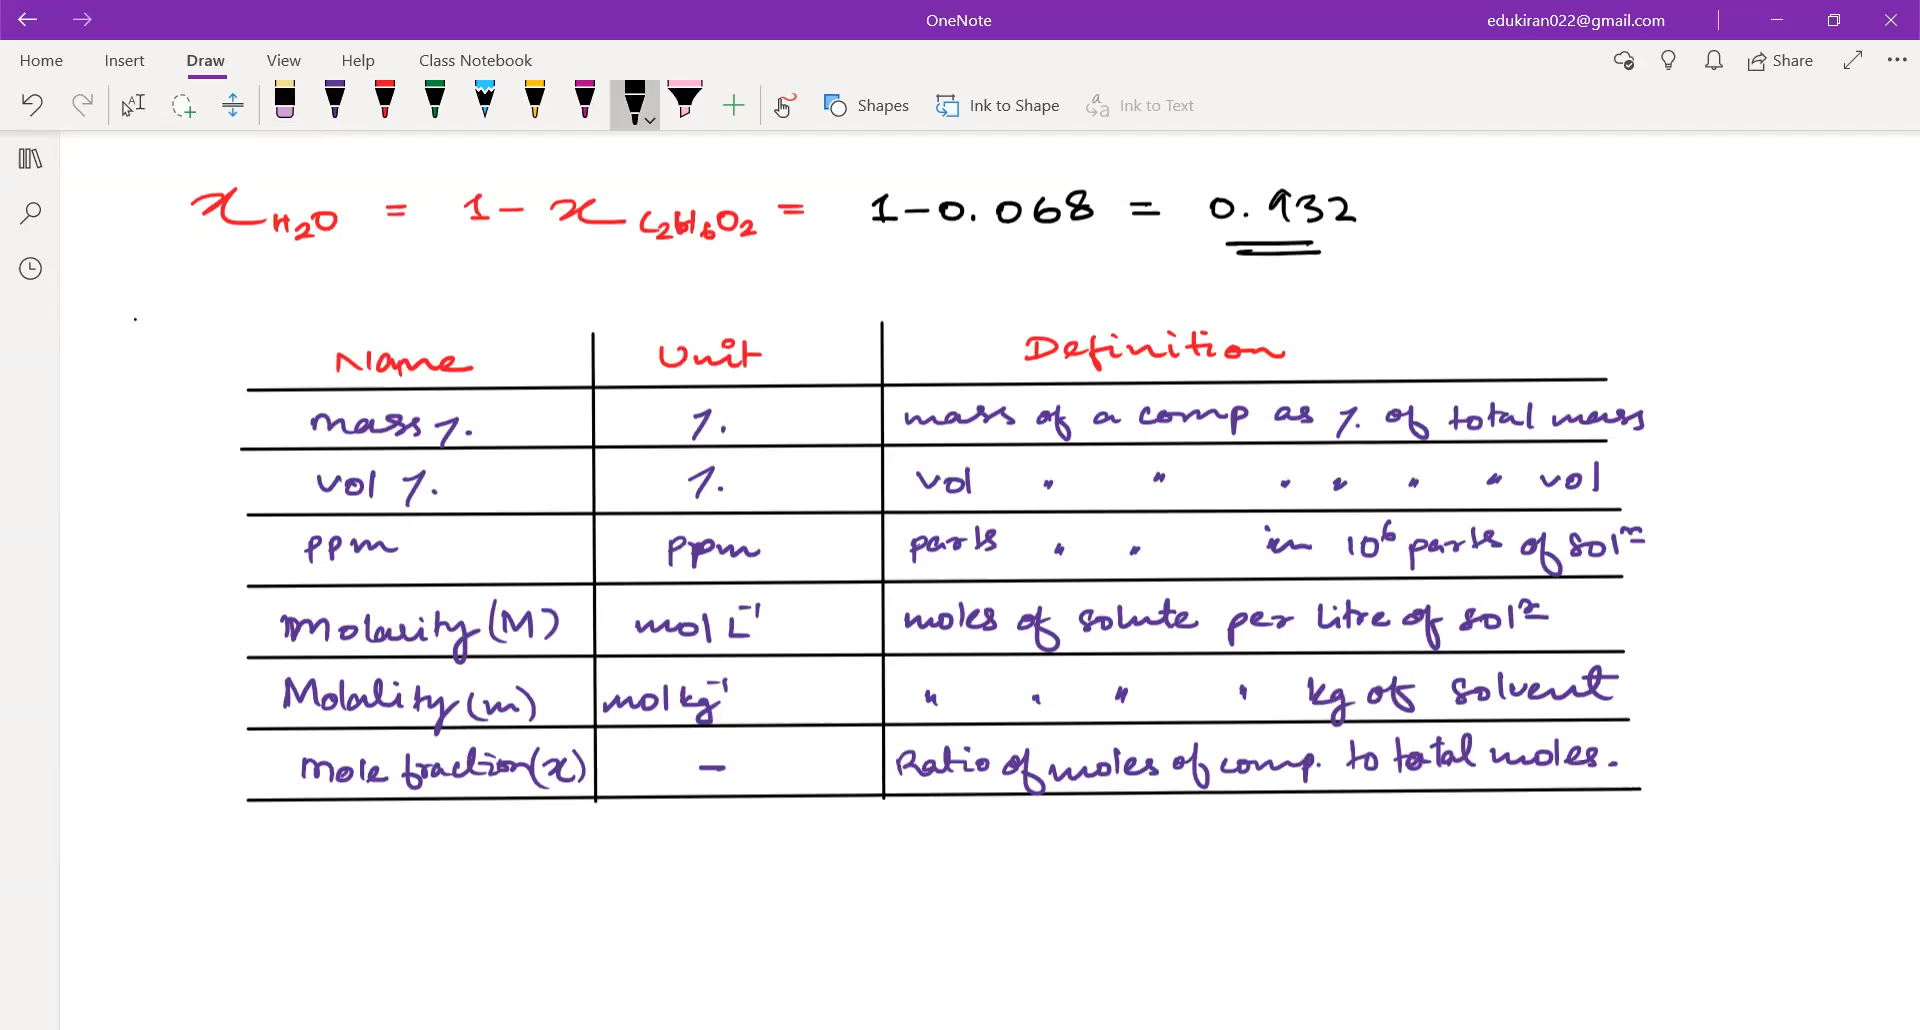 OneNote
edukiran022@gmail.com
Home Insert Draw View Help Class Notebook Share
Shapes Ink to Shape Ink to Text
x H2O = 1 - x C2H6O2 = 1 - 0.068 = 0.932
Name Unit Definition
mass % % mass of a comp as % of total mass
vol % % vol " " " " " " vol
ppm ppm parts " " in 10⁶ parts of solⁿ
Molarity (M) mol L⁻¹ moles of solute per litre of solⁿ
Molality (m) mol kg⁻¹ " " " " kg of solvent
Mole fraction (x) – Ratio of moles of comp. to total moles.